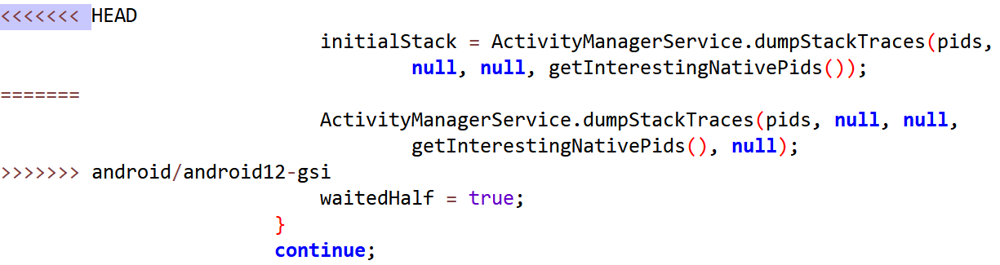 <<<<<<< HEAD
initialStack = ActivityManagerService.dumpStackTraces(pids,
null, null, getInterestingNativePids());
=======
ActivityManagerService.dumpStackTraces(pids, null, null,
getInterestingNativePids(), null);
>>>>>>> android/android12-gsi
waitedHalf = true;
}
continue;